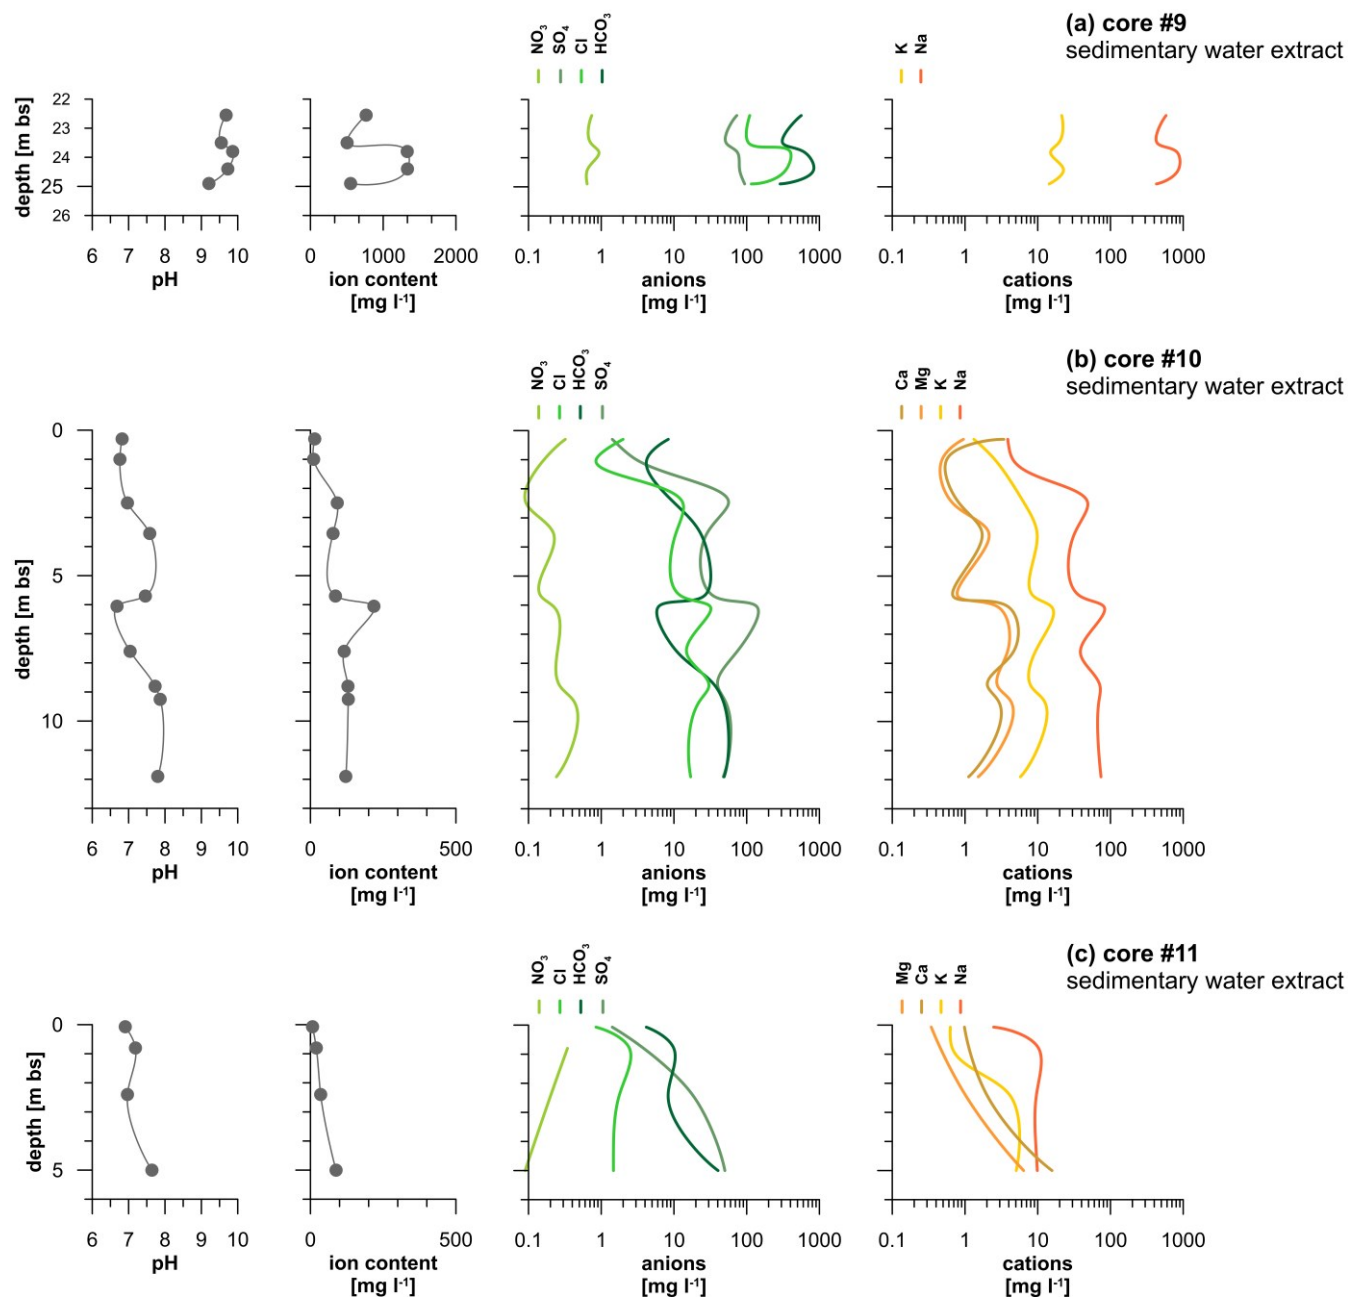 (a) core #9
sedimentary water extract
NO3 SO4 Cl HCO3
K Na
depth [m bs]
22
23
24
25
26
6 7 8 9 10
pH
0 1000 2000
ion content
[mg l-1]
0.1 1 10 100 1000
anions
[mg l-1]
0.1 1 10 100 1000
cations
[mg l-1]
(b) core #10
sedimentary water extract
NO3 Cl HCO3 SO4
Ca Mg K Na
depth [m bs]
0
5
10
6 7 8 9 10
pH
0 500
ion content
[mg l-1]
0.1 1 10 100 1000
anions
[mg l-1]
0.1 1 10 100 1000
cations
[mg l-1]
(c) core #11
sedimentary water extract
NO3 Cl HCO3 SO4
Mg Ca K Na
depth [m bs]
0
5
6 7 8 9 10
pH
0 500
ion content
[mg l-1]
0.1 1 10 100 1000
anions
[mg l-1]
0.1 1 10 100 1000
cations
[mg l-1]